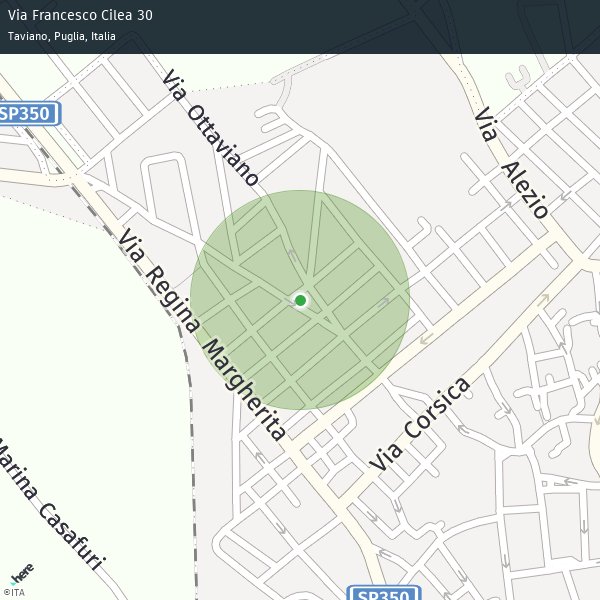 Via Francesco Cilea 30
Taviano, Puglia, Italia
SP350
Via Ottaviano
Via Alezio
Via Regina Margherita
Via Corsica
Marina Casafuri
SP350
here
©ITA